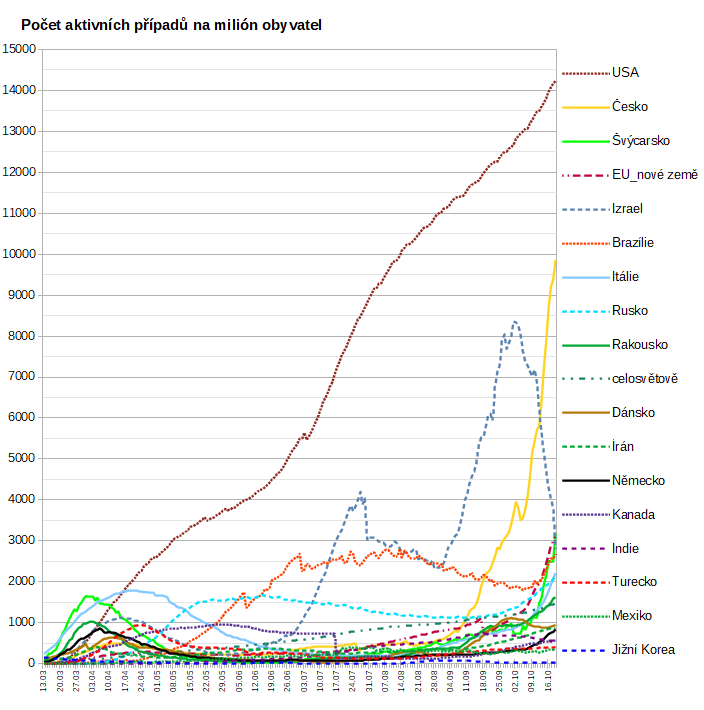 Počet aktivních případů na milión obyvatel
15000
14000
13000
12000
11000
10000
9000
8000
7000
6000
5000
4000
3000
2000
1000
0
USA
Česko
Švýcarsko
EU_nové země
Izrael
Brazílie
Itálie
Rusko
Rakousko
celosvětově
Dánsko
Írán
Německo
Kanada
Indie
Turecko
Mexiko
Jižní Korea
13.03
20.03
27.03
03.04
10.04
17.04
24.04
01.05
08.05
15.05
22.05
29.05
05.06
12.06
19.06
26.06
03.07
10.07
17.07
24.07
31.07
07.08
14.08
21.08
28.08
04.09
11.09
18.09
25.09
02.10
09.10
16.10